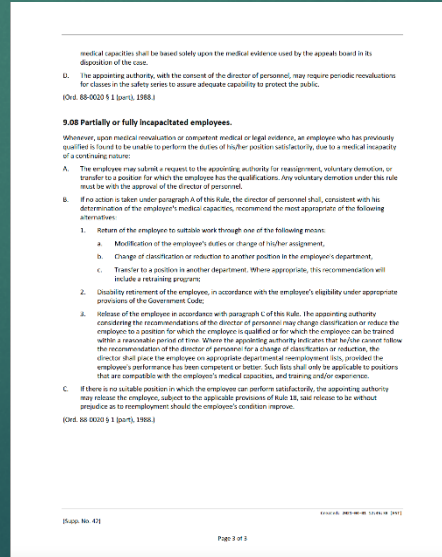 medical capacities shall be based solely upon the medical evidence used by the appeals board in its
disposition of the case.
D. The appointing authority, with the consent of the director of personnel, may require periodic reevaluations
for classes in the safety series to assure adequate capability to protect the public.
(Ord. 88-0020 § 1 (part), 1988.)
9.08 Partially or fully incapacitated employees.
Whenever, upon medical reevaluation or competent medical or legal evidence, an employee who has previously
qualified is found to be unable to perform the duties of his/her position satisfactorily, due to a medical incapacity
of a continuing nature:
A. The employee may submit a request to the appointing authority for reassignment, voluntary demotion, or
transfer to a position for which the employee has the qualifications. Any voluntary demotion under this rule
must be with the approval of the director of personnel.
B. If no action is taken under paragraph A of this Rule, the director of personnel shall, consistent with his
determination of the employee's medical capacities, recommend the most appropriate of the following
alternatives:
1. Return of the employee to suitable work through one of the following means:
a. Modification of the employee's duties or change of his/her assignment,
b. Change of classification or reduction to another position in the employee's department,
c. Transfer to a position in another department. Where appropriate, this recommendation will
include a retraining program;
2. Disability retirement of the employee, in accordance with the employee's eligibility under appropriate
provisions of the Government Code;
3. Release of the employee in accordance with paragraph C of this Rule. The appointing authority
considering the recommendations of the director of personnel may change classification or reduce the
employee to a position for which the employee is qualified or for which the employee can be trained
within a reasonable period of time. Where the appointing authority indicates that he/she cannot follow
the recommendation of the director of personnel for a change of classification or reduction, the
director shall place the employee on appropriate departmental reemployment lists, provided the
employee's performance has been competent or better. Such lists shall only be applicable to positions
that are compatible with the employee's medical capacities, and training and/or experience.
C. If there is no suitable position in which the employee can perform satisfactorily, the appointing authority
may release the employee, subject to the applicable provisions of Rule 18, said release to be without
prejudice as to reemployment should the employee's condition improve.
(Ord. 88-0020 § 1 (part), 1988.)
(Supp. No. 42)
Page 3 of 3